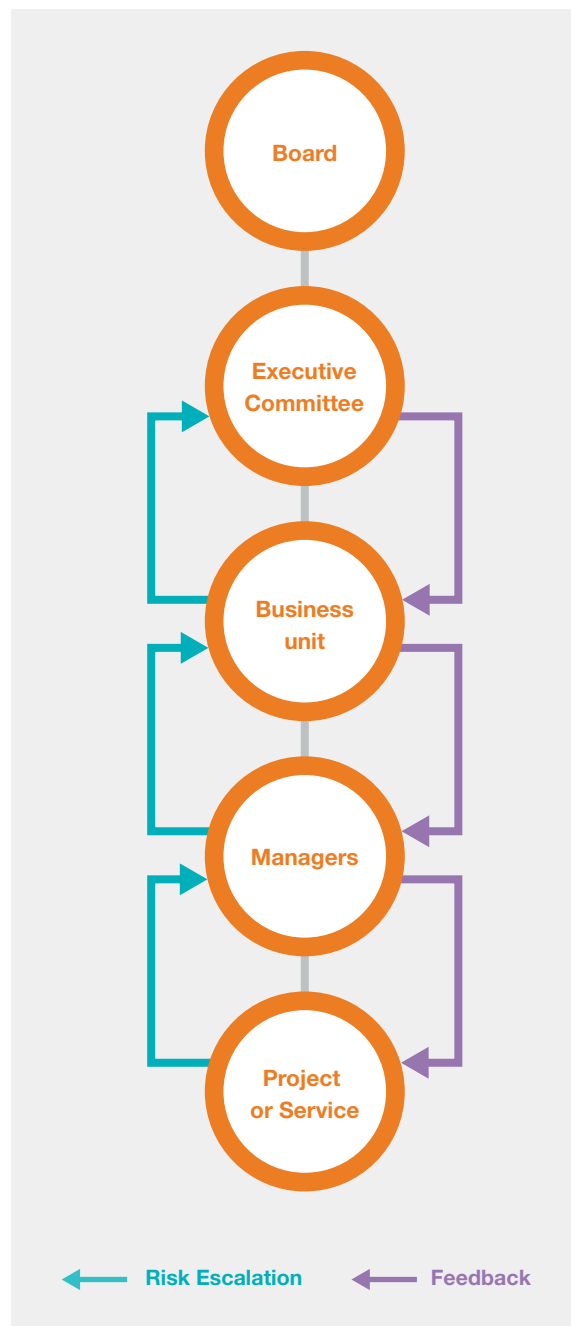 Board
Executive
Committee
Business
unit
Managers
Project
or Service
Risk Escalation
Feedback